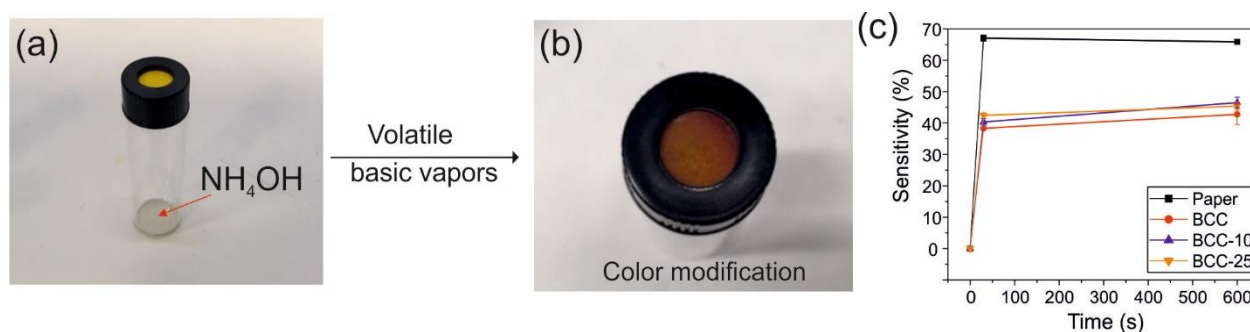 (a)
NH₄OH
Volatile
basic vapors
(b)
Color modification
(c)
Sensitivity (%)
70
60
50
40
30
20
10
0
0 100 200 300 400 500 600
Time (s)
Paper
BCC
BCC-10
BCC-25